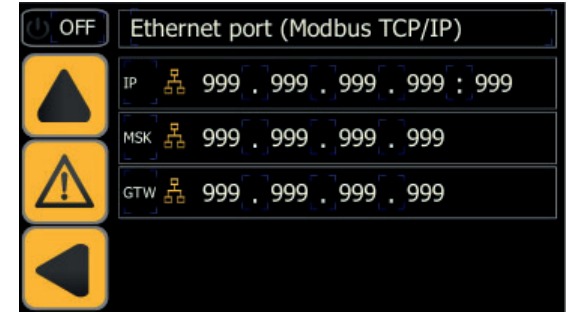 OFF
Ethernet port (Modbus TCP/IP)
IP 999 . 999 . 999 . 999 : 999
MSK 999 . 999 . 999 . 999
GTW 999 . 999 . 999 . 999